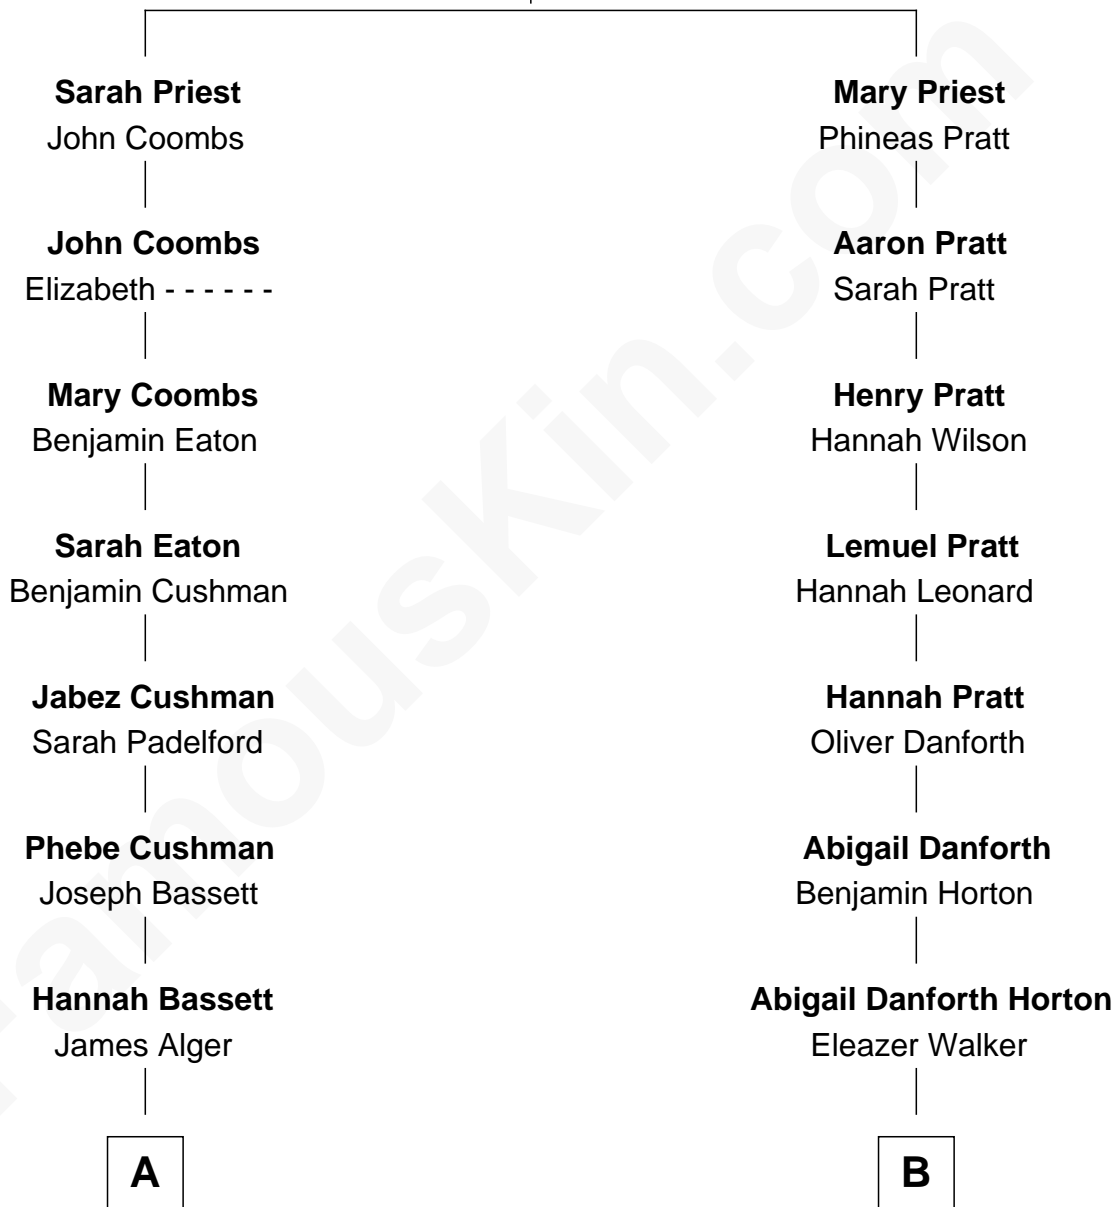 Sarah Priest
John Coombs
John Coombs
Elizabeth - - - - - -
Mary Coombs
Benjamin Eaton
Sarah Eaton
Benjamin Cushman
Jabez Cushman
Sarah Padelford
Phebe Cushman
Joseph Bassett
Hannah Bassett
James Alger
A
Mary Priest
Phineas Pratt
Aaron Pratt
Sarah Pratt
Henry Pratt
Hannah Wilson
Lemuel Pratt
Hannah Leonard
Hannah Pratt
Oliver Danforth
Abigail Danforth
Benjamin Horton
Abigail Danforth Horton
Eleazer Walker
B
FamousKin.com